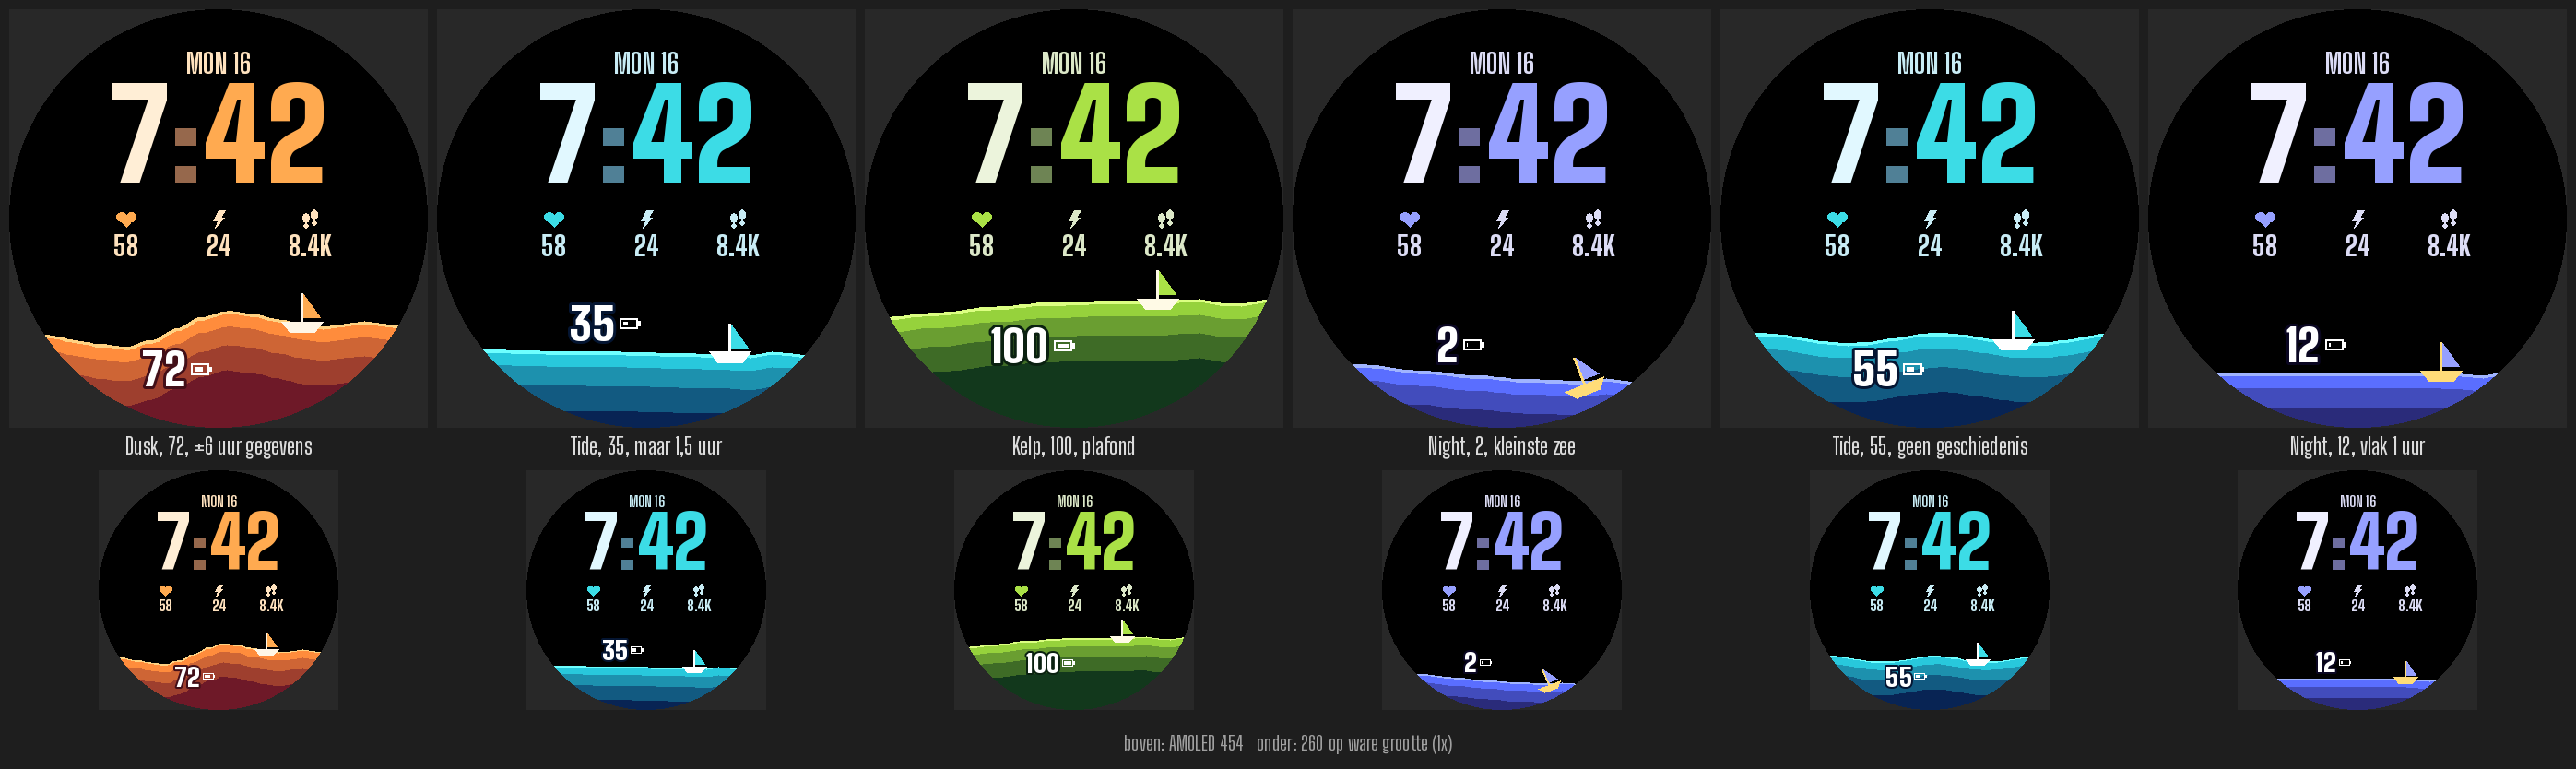 MON 16
7:42
58 24 8.4K
72
Dusk, 72, ±6 uur gegevens
MON 16
7:42
58 24 8.4K
35
Tide, 35, maar 1,5 uur
MON 16
7:42
58 24 8.4K
100
Kelp, 100, plafond
MON 16
7:42
58 24 8.4K
2
Night, 2, kleinste zee
MON 16
7:42
58 24 8.4K
55
Tide, 55, geen geschiedenis
MON 16
7:42
58 24 8.4K
12
Night, 12, vlak 1 uur
MON 16
7:42
58 24 8.4K
72
MON 16
7:42
58 24 8.4K
35
MON 16
7:42
58 24 8.4K
100
MON 16
7:42
58 24 8.4K
2
MON 16
7:42
58 24 8.4K
55
MON 16
7:42
58 24 8.4K
12
boven: AMOLED 454 onder: 260 op ware grootte (1x)